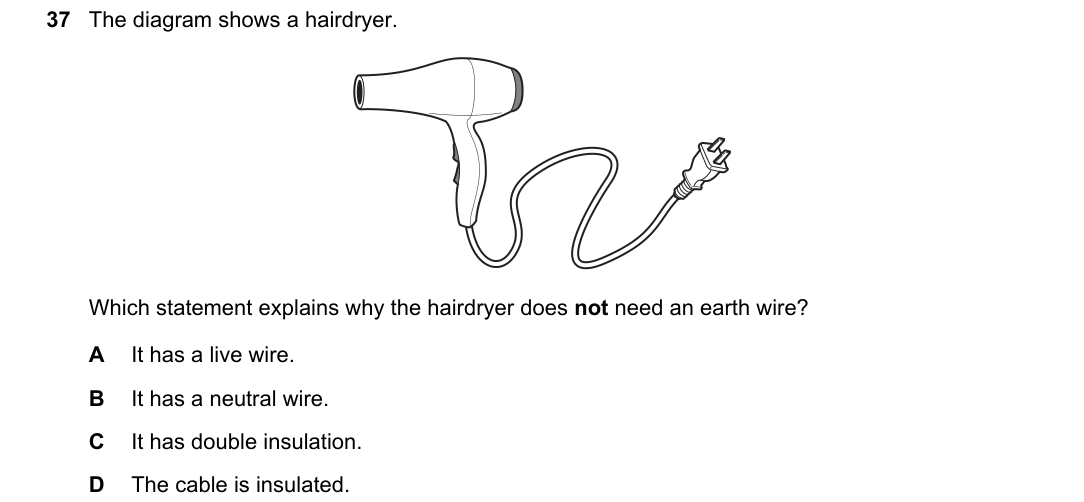 37 The diagram shows a hairdryer.
Which statement explains why the hairdryer does not need an earth wire?
A It has a live wire.
B It has a neutral wire.
C It has double insulation.
D The cable is insulated.